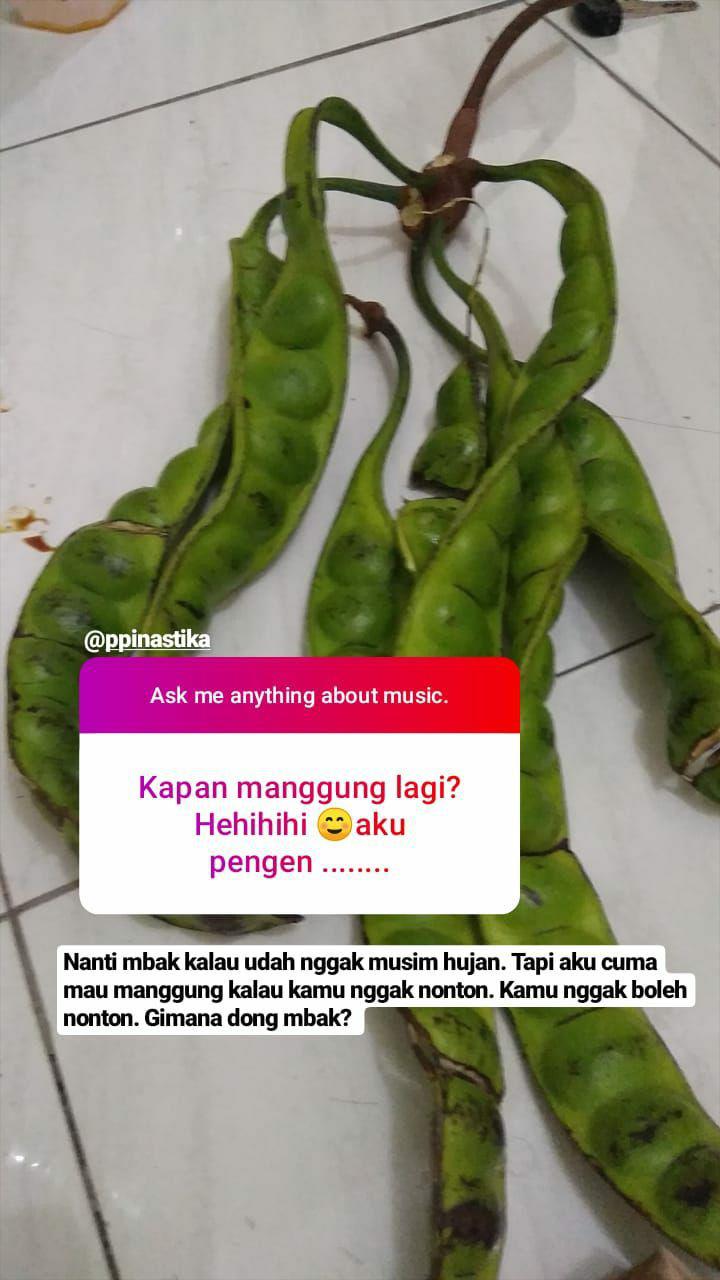 @ppinastika
Ask me anything about music.
Kapan manggung lagi?
Hehihihi 😊aku
pengen ........
Nanti mbak kalau udah nggak musim hujan. Tapi aku cuma
mau manggung kalau kamu nggak nonton. Kamu nggak boleh
nonton. Gimana dong mbak?